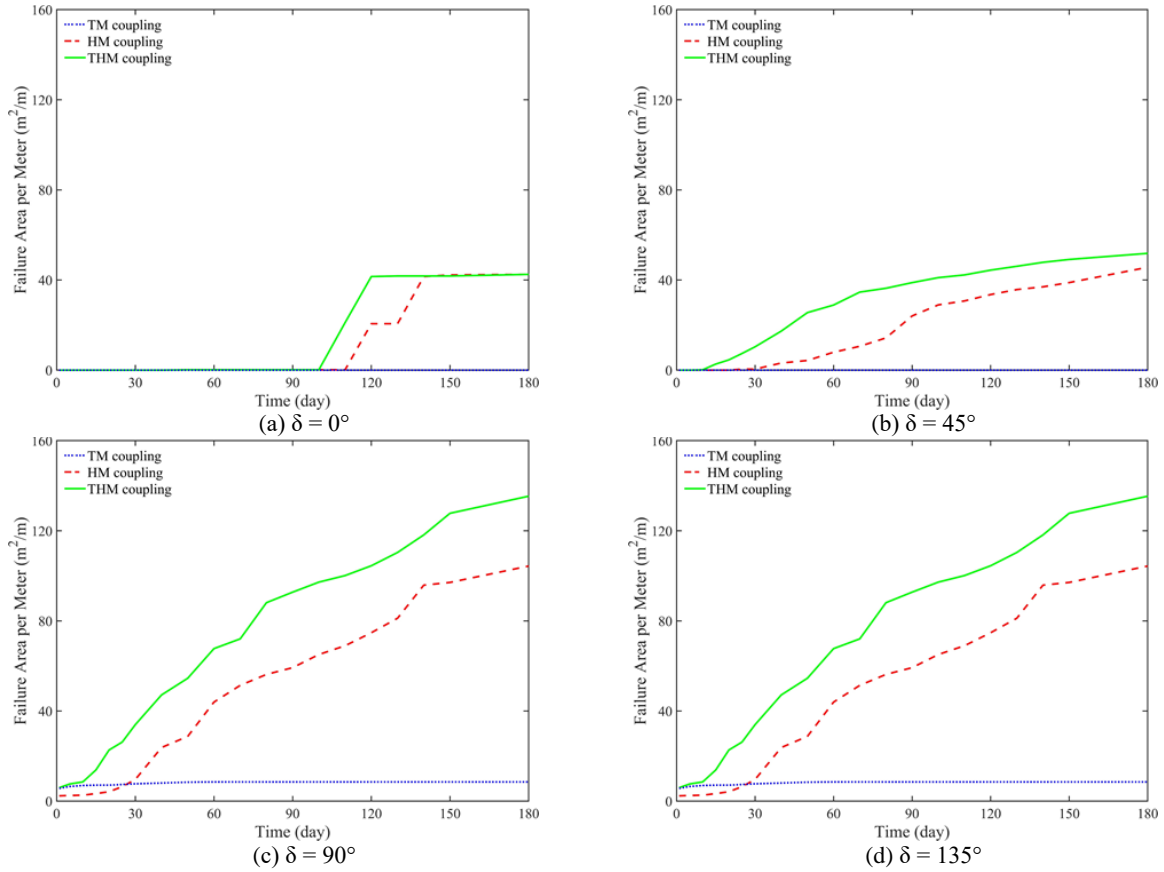 160
TM coupling
HM coupling
THM coupling
120
80
40
0
Failure Area per Meter (m²/m)
0 30 60 90 120 150 180
Time (day)
(a) δ = 0°
160
TM coupling
HM coupling
THM coupling
120
80
40
0
Failure Area per Meter (m²/m)
0 30 60 90 120 150 180
Time (day)
(b) δ = 45°
160
TM coupling
HM coupling
THM coupling
120
80
40
0
Failure Area per Meter (m²/m)
0 30 60 90 120 150 180
Time (day)
(c) δ = 90°
160
TM coupling
HM coupling
THM coupling
120
80
40
0
Failure Area per Meter (m²/m)
0 30 60 90 120 150 180
Time (day)
(d) δ = 135°